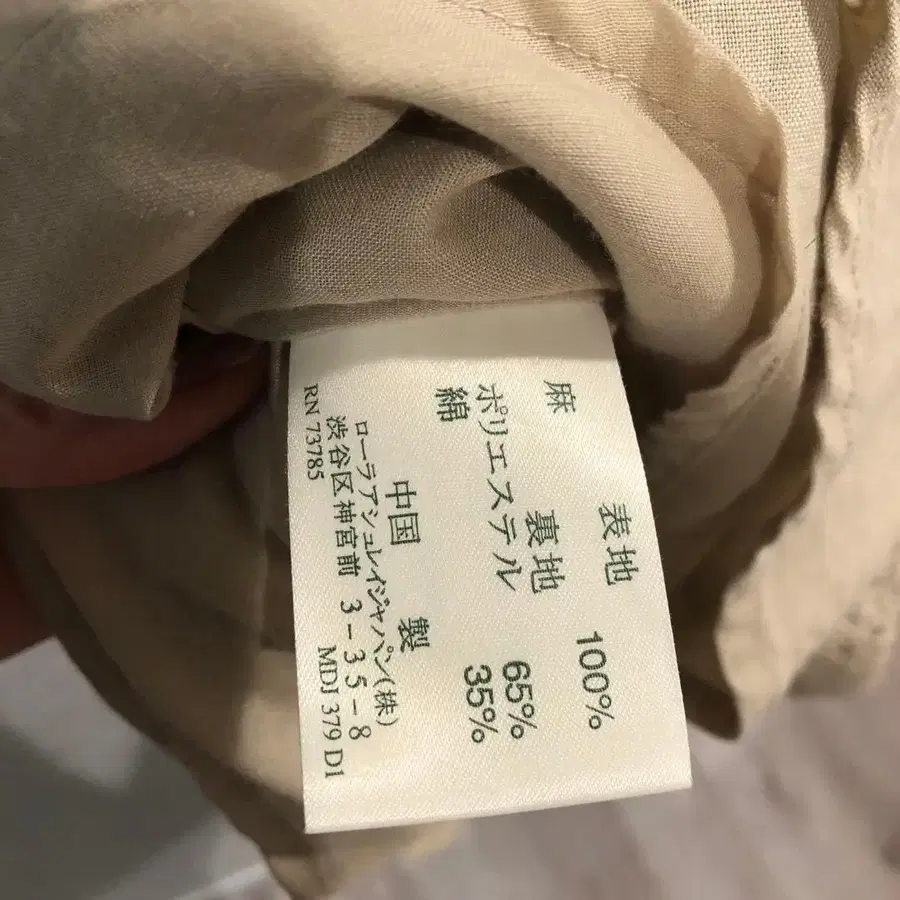 表地
麻 100%
裏地
ポリエステル 65%
綿 35%
中国 製
ローラアシュレイジャパン(株)
渋谷区神宮前 3-35-8
RN 73785 MDJ 379 D1